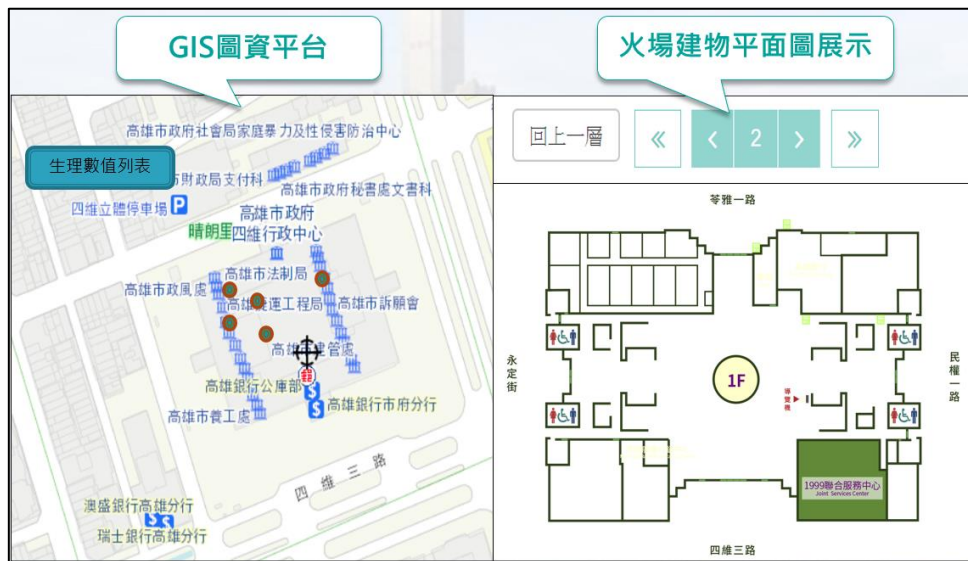 GIS圖資平台
火場建物平面圖展示
高雄市政府社會局家庭暴力及性侵害防治中心
生理數值列表
市財政局支付科
高雄市政府秘書處文書科
四維立體停車場 P
高雄市政府
晴朗里
四維行政中心
高雄市法制局
高雄市政風處
高雄捷運工程局
高雄市訴願會
高雄市建管處
高雄銀行公庫部
高雄銀行市府分行
高雄市養工處
四維三路
澳盛銀行高雄分行
瑞士銀行高雄分行
回上一層
« < 2 > »
苓雅一路
永定街
民權一路
1F
導覽機
1999聯合服務中心
Joint Services Center
四維三路